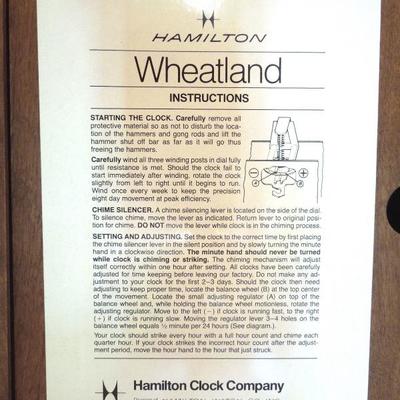 HAMILTON
Wheatland
INSTRUCTIONS
STARTING THE CLOCK. Carefully remove all
protective material so as not to disturb the loca-
tion of the hammers and gong rods and lift the
hammer shut off bar as far as it will go thus
freeing the hammers.
Carefully wind all three winding posts in dial fully
until resistance is met. Should the clock fail to
start immediately after winding, rotate the clock
slightly from left to right until it begins to run.
Wind once every week to keep the precision
eight day movement at peak efficiency.
CHIME SILENCER. A chime silencing lever is located on the side of the dial.
To silence chime, move the lever as indicated. Return lever to original posi-
tion for chime. DO NOT move the lever while clock is in the chiming process.
SETTING AND ADJUSTING. Set the clock to the correct time by first placing
the chime silencer lever in the silent position and by slowly turning the minute
hand in a clockwise direction. The minute hand should never be turned
while clock is chiming or striking. The chiming mechanism will adjust
itself correctly within one hour after setting. All clocks have been carefully
adjusted for time keeping before leaving our factory. Do not make any ad-
justment to your clock for the first 2–3 days. Should the clock then need
adjusting to keep proper time, locate the balance wheel (B) at the top center
of the movement. Locate the small adjusting regulator (A) on top of the
balance wheel and, while holding the balance wheel motionless, rotate the
adjusting regulator. Move to the left (−) if clock is running fast, to the right
(+) if clock is running slow. Moving the regulator lever 3–4 holes on the
balance wheel equals ½ minute per 24 hours (See diagram.).
Your clock should strike every hour with a full hour count and chime each
quarter hour. If your clock strikes the incorrect hour count after the adjust-
ment period, move the hour hand to the hour that just struck.
Hamilton Clock Company